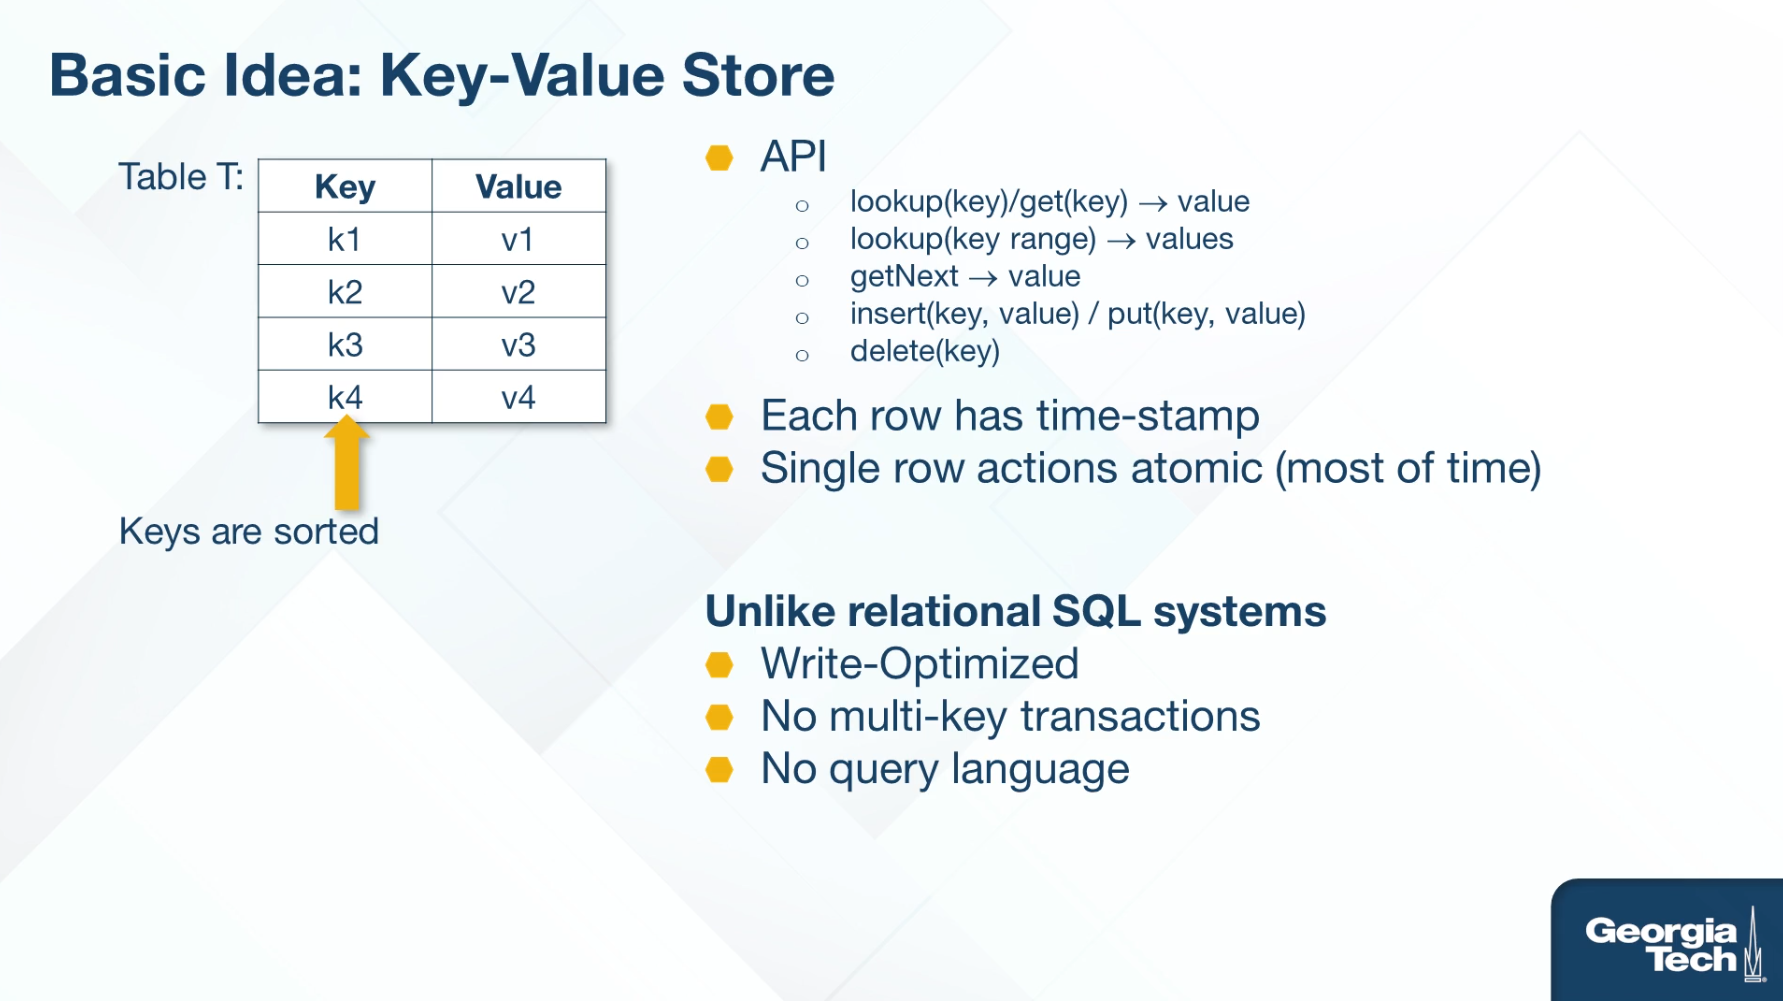 Basic Idea: Key-Value Store
Table T:
Key Value
k1 v1
k2 v2
k3 v3
k4 v4
Keys are sorted
API
lookup(key)/get(key) → value
lookup(key range) → values
getNext → value
insert(key, value) / put(key, value)
delete(key)
Each row has time-stamp
Single row actions atomic (most of time)
Unlike relational SQL systems
Write-Optimized
No multi-key transactions
No query language
Georgia
Tech